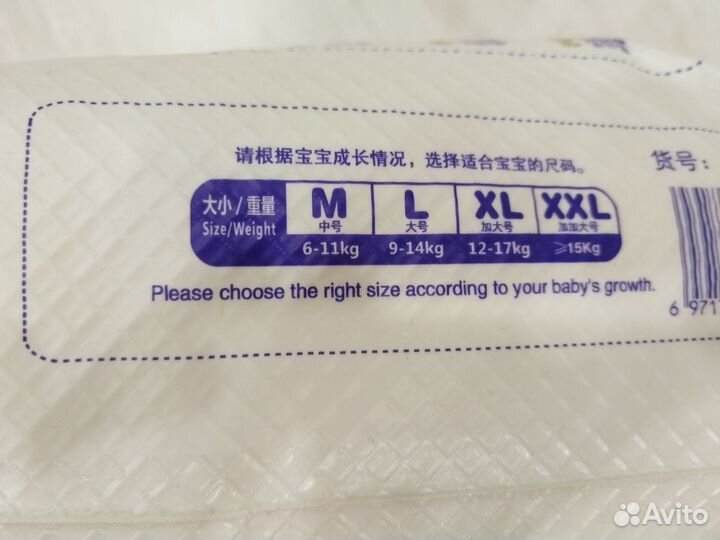 请根据宝宝成长情况，选择适合宝宝的尺码。
货号：
大小/重量 M L XL XXL
Size/Weight 中号 大号 加大号 加加大号
6-11kg 9-14kg 12-17kg ≥15Kg
Please choose the right size according to your baby's growth.
6 971
Avito